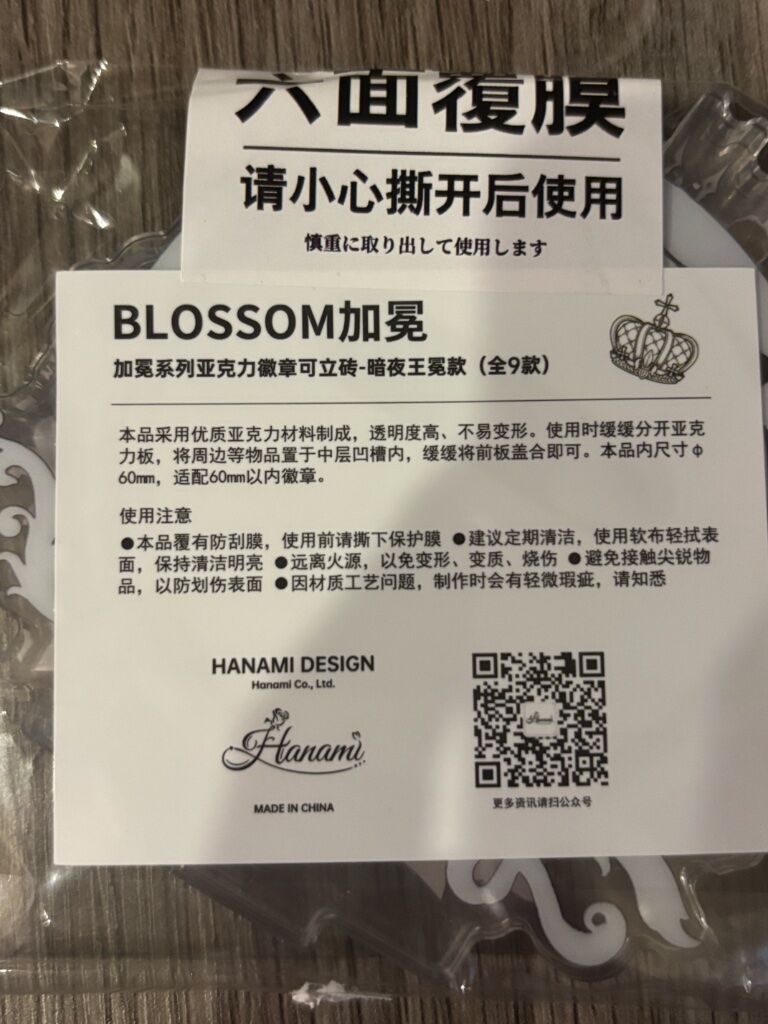 六面覆膜
请小心撕开后使用
慎重に取り出して使用します
BLOSSOM加冕
加冕系列亚克力徽章可立砖-暗夜王冕款（全9款）
本品采用优质亚克力材料制成，透明度高、不易变形。使用时缓缓分开亚克
力板，将周边等物品置于中层凹槽内，缓缓将前板盖合即可。本品内尺寸φ
60mm，适配60mm以内徽章。
使用注意
●本品覆有防刮膜，使用前请撕下保护膜 ●建议定期清洁，使用软布轻拭表
面，保持清洁明亮 ●远离火源，以免变形、变质、烧伤 ●避免接触尖锐物
品，以防划伤表面 ●因材质工艺问题，制作时会有轻微瑕疵，请知悉
HANAMI DESIGN
Hanami Co., Ltd.
Hanami
MADE IN CHINA
更多资讯请扫公众号